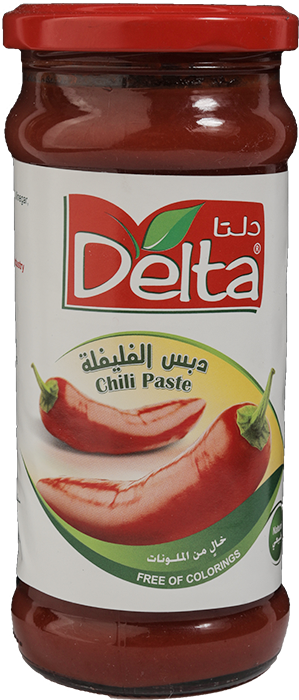 دلتا
Delta®
دبس الفليفلة
Chili Paste
خالٍ من الملونات
FREE OF COLORINGS